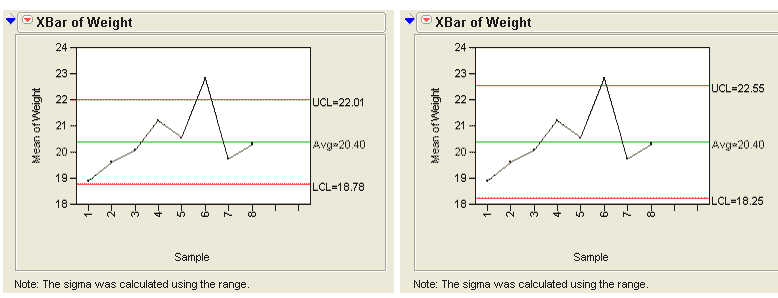 XBar of Weight
24
23
22
21
20
19
18
Mean of Weight
UCL=22.01
Avg=20.40
LCL=18.78
1 2 3 4 5 6 7 8
Sample
Note: The sigma was calculated using the range.
XBar of Weight
24
23
22
21
20
19
18
Mean of Weight
UCL=22.55
Avg=20.40
LCL=18.25
1 2 3 4 5 6 7 8
Sample
Note: The sigma was calculated using the range.